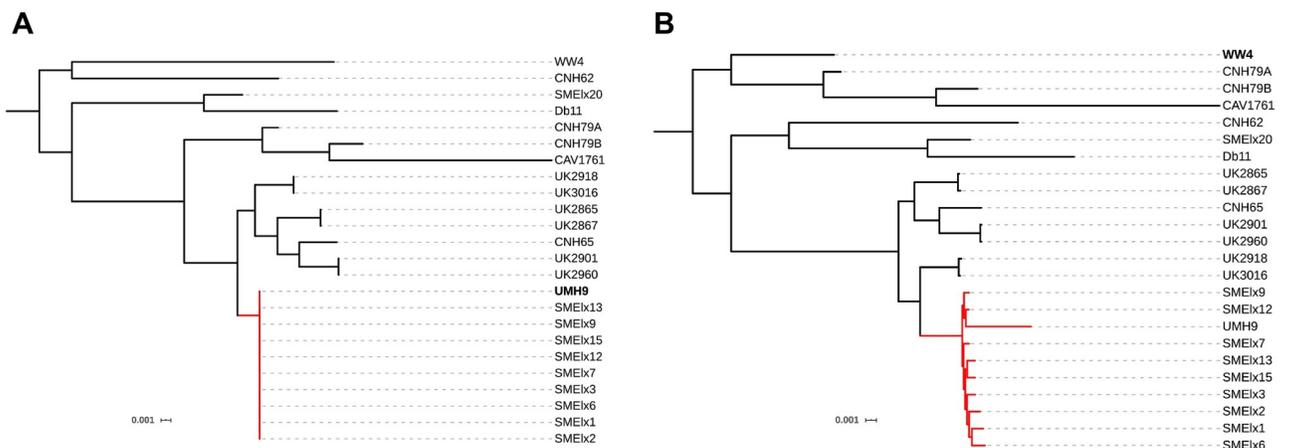 A
WW4
CNH62
SMElx20
Db11
CNH79A
CNH79B
CAV1761
UK2918
UK3016
UK2865
UK2867
CNH65
UK2901
UK2960
UMH9
SMElx13
SMElx9
SMElx15
SMElx12
SMElx7
SMElx3
SMElx6
SMElx1
SMElx2
0.001
B
WW4
CNH79A
CNH79B
CAV1761
CNH62
SMElx20
Db11
UK2865
UK2867
CNH65
UK2901
UK2960
UK2918
UK3016
SMElx9
SMElx12
UMH9
SMElx7
SMElx13
SMElx15
SMElx3
SMElx2
SMElx1
SMElx6
0.001